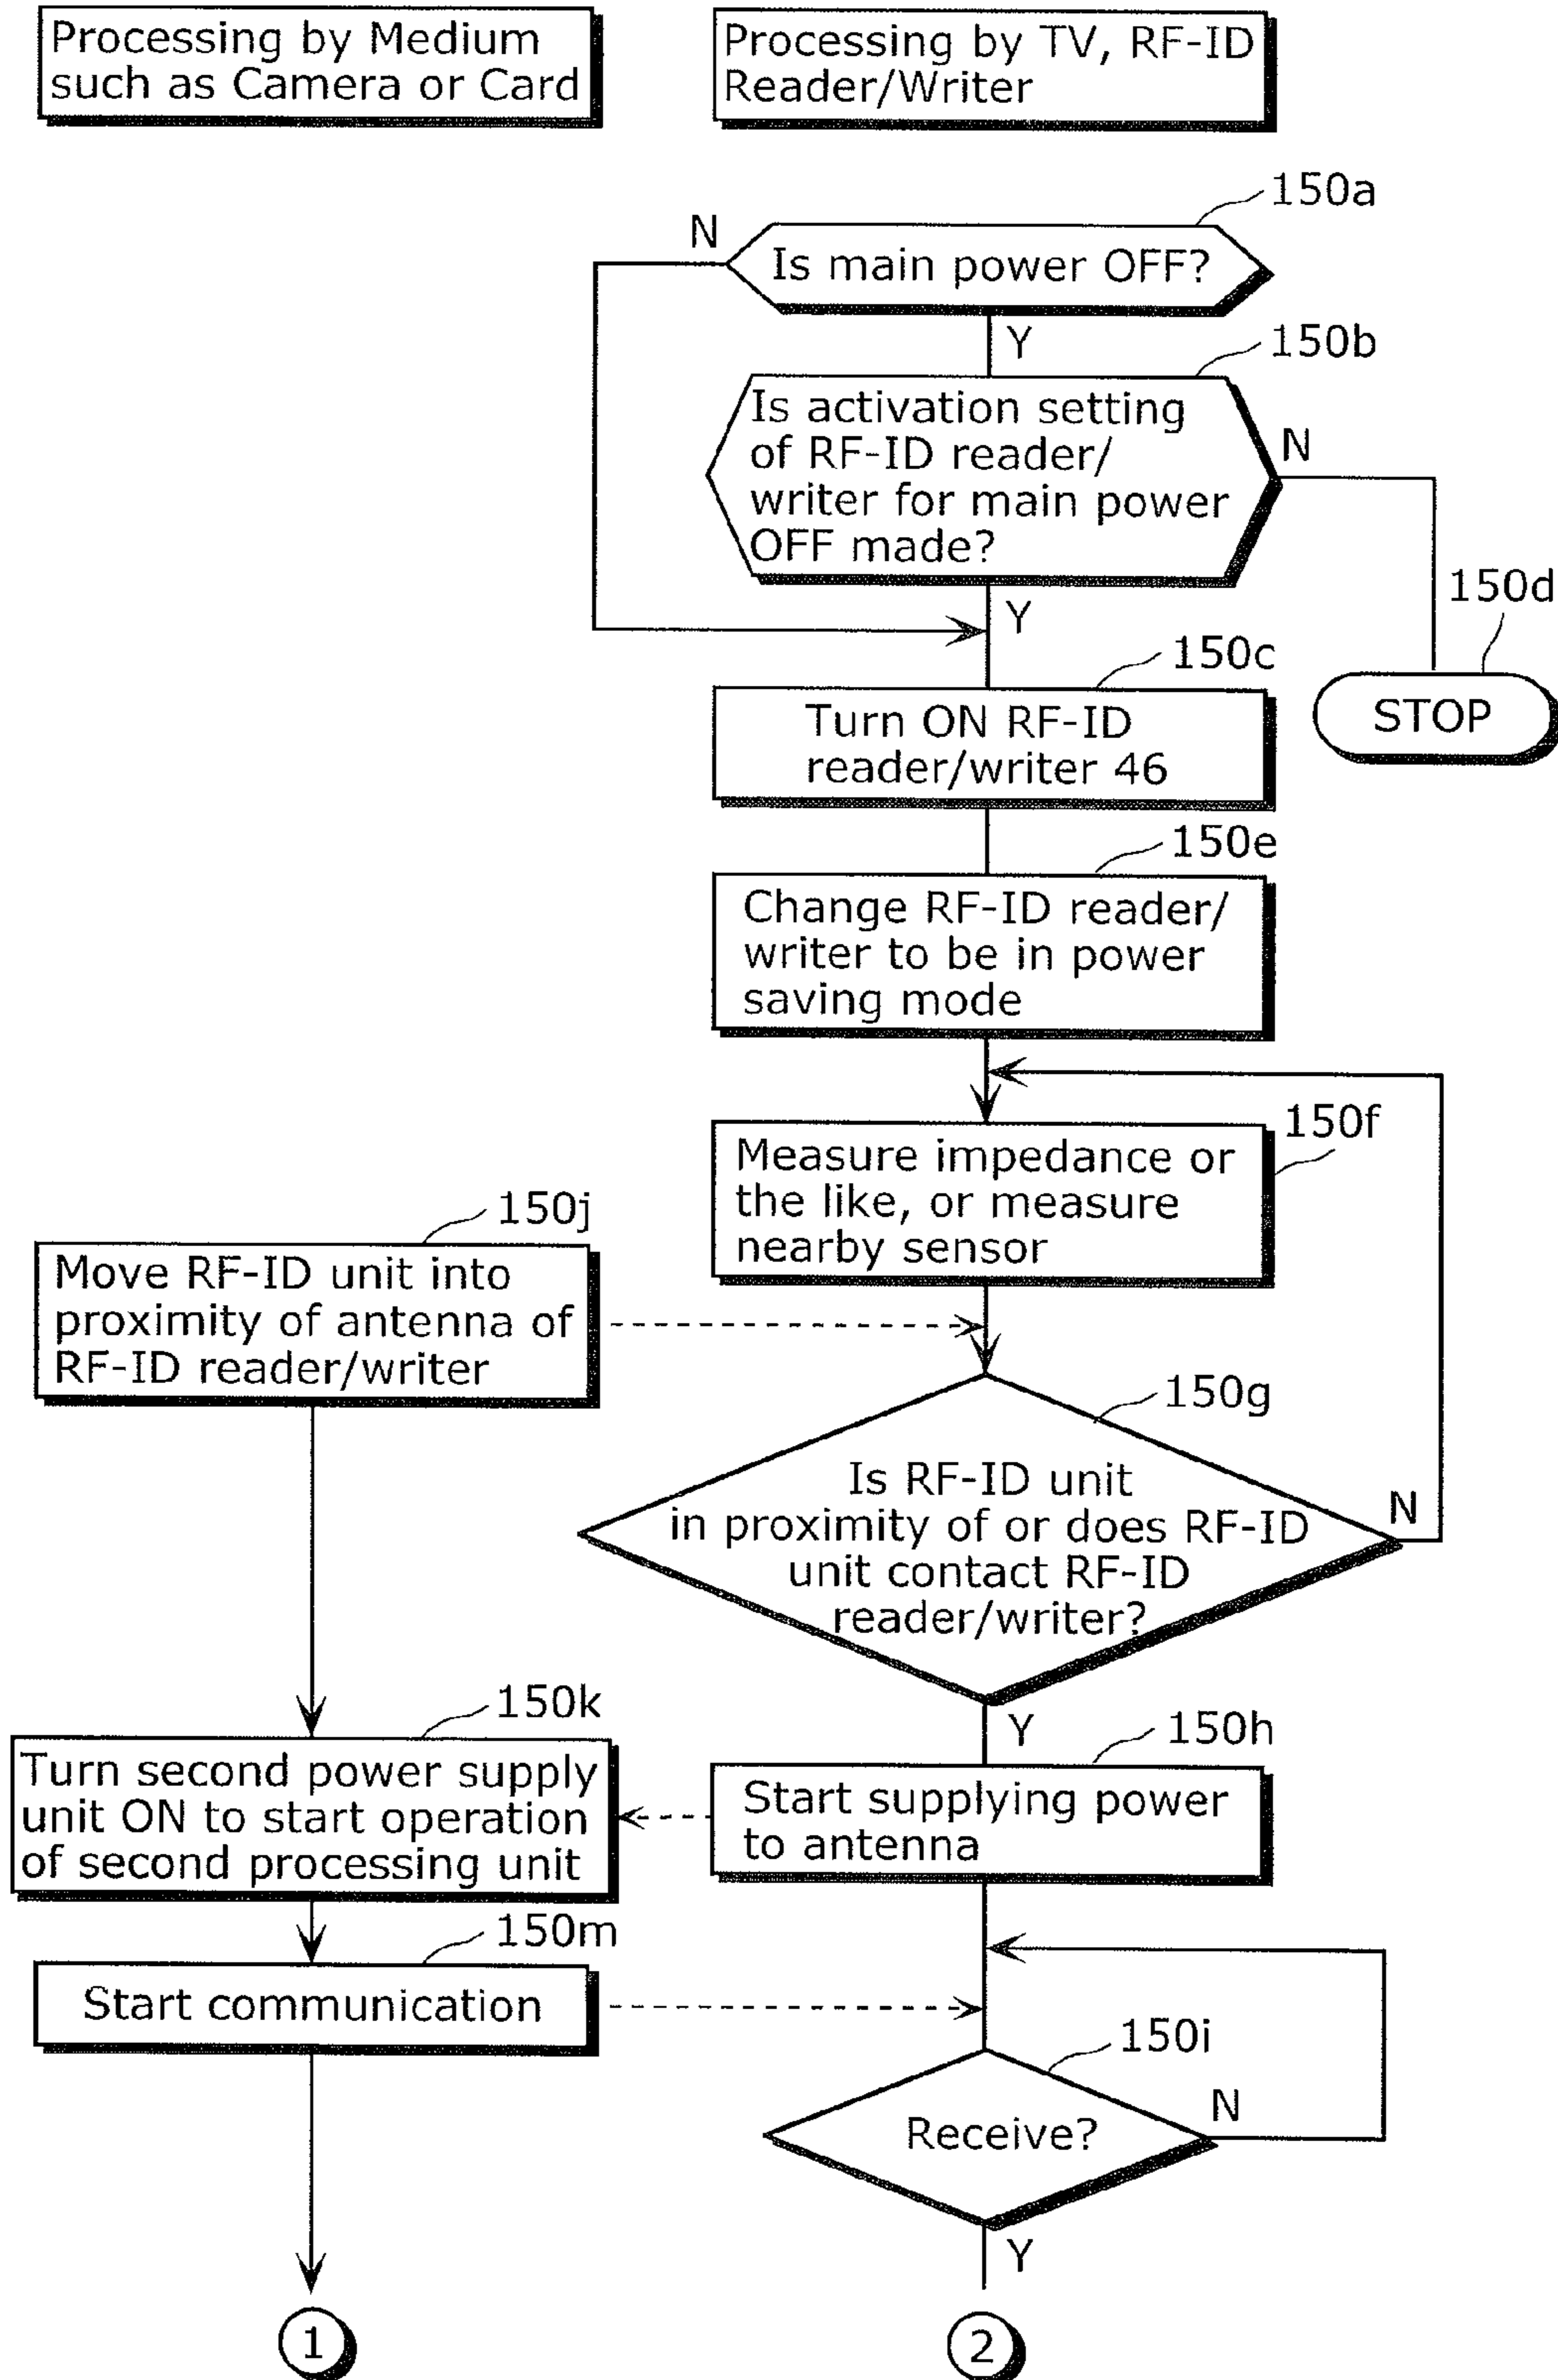 Processing by Medium
such as Camera or Card
Processing by TV, RF-ID
Reader/Writer
150a
N
Is main power OFF?
Y
150b
Is activation setting
of RF-ID reader/
writer for main power
OFF made?
N
Y
150d
STOP
150c
Turn ON RF-ID
reader/writer 46
150e
Change RF-ID reader/
writer to be in power
saving mode
150f
Measure impedance or
the like, or measure
nearby sensor
150j
Move RF-ID unit into
proximity of antenna of
RF-ID reader/writer
150g
Is RF-ID unit
in proximity of or does RF-ID
unit contact RF-ID
reader/writer?
N
Y
150k
Turn second power supply
unit ON to start operation
of second processing unit
150h
Start supplying power
to antenna
150m
Start communication
150i
Receive?
N
Y
1
2